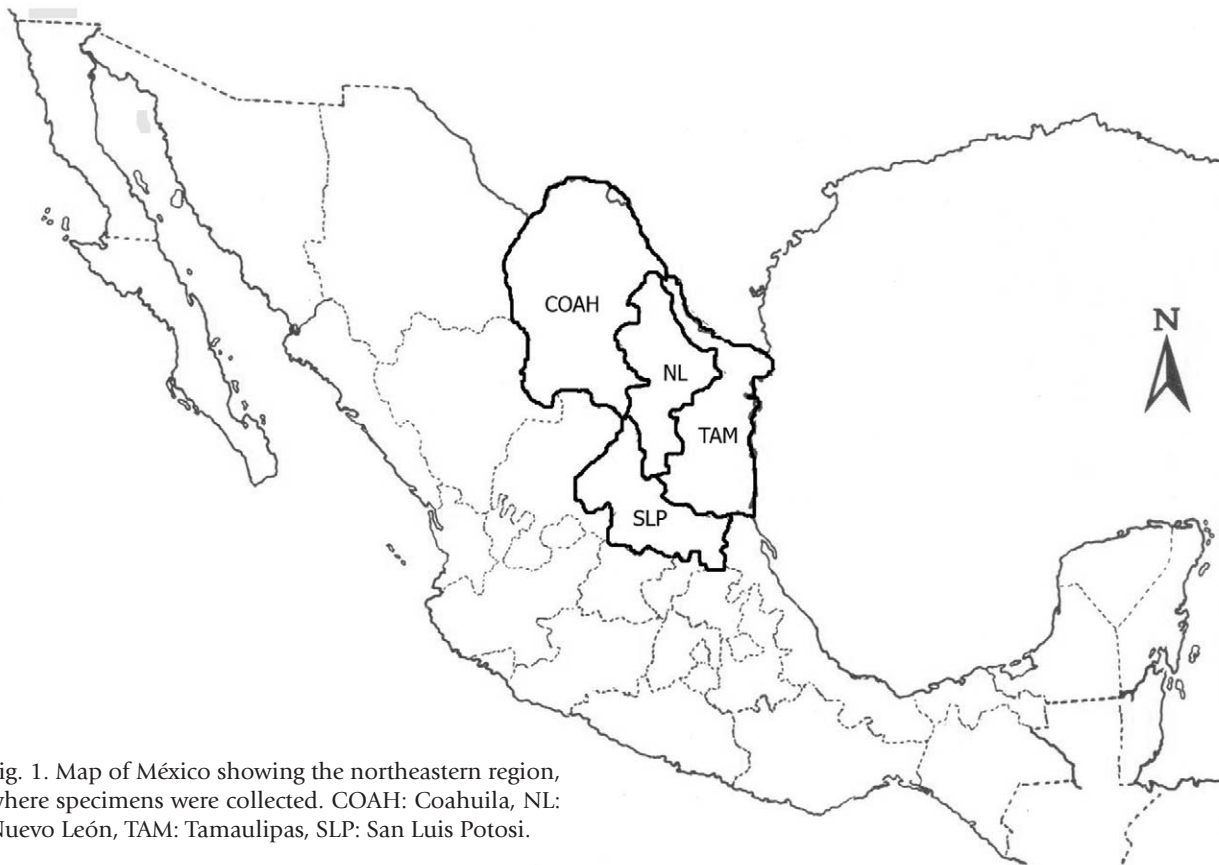 COAH
N
NL
TAM
SLP
ig. 1. Map of México showing the northeastern region,
where specimens were collected. COAH: Coahuila, NL:
Nuevo León, TAM: Tamaulipas, SLP: San Luis Potosi.